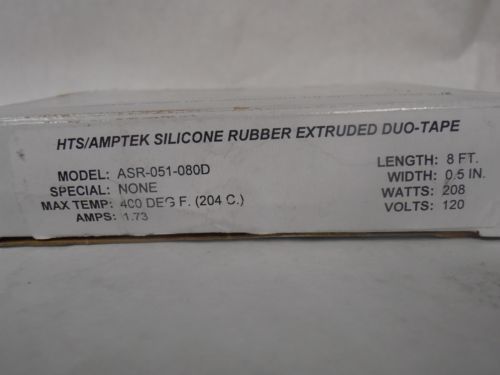 HTS/AMPTEK SILICONE RUBBER EXTRUDED DUO-TAPE
MODEL: ASR-051-080D
SPECIAL: NONE
MAX TEMP: 400 DEG F. (204 C.)
AMPS: 1.73
LENGTH: 8 FT.
WIDTH: 0.5 IN.
WATTS: 208
VOLTS: 120